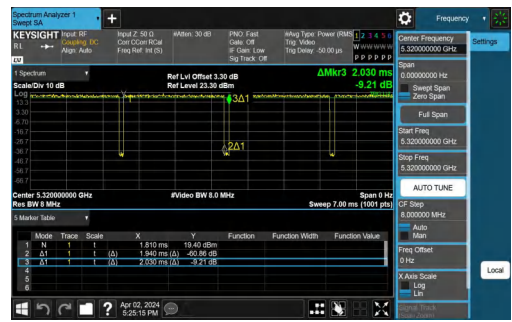 Spectrum Analyzer 1
Swept SA
Frequency
KEYSIGHT Input: RF Input Z: 50 Ω #Atten: 30 dB PNO: Fast #Avg Type: Power (RMS) 1 2 3 4 5 6
RL Coupling: DC Corr CCorr RCal Gate: Off Trig: Video W W W W W W
Align: Auto Freq Ref: Int (S) IF Gain: Low Trig Delay: -50.00 µs P P P P P P
Sig Track: Off
LV
1 Spectrum
Ref Lvl Offset 3.30 dB ΔMkr3 2.030 ms
Scale/Div 10 dB Ref Level 23.30 dBm -9.21 dB
Log
13.3
3.30
-6.70
-16.7
-26.7
-36.7
-46.7
-56.7
-66.7
3Δ1
2Δ1
Center 5.320000000 GHz #Video BW 8.0 MHz Span 0 Hz
Res BW 8 MHz Sweep 7.00 ms (1001 pts)
5 Marker Table
Mode Trace Scale X Y Function Function Width Function Value
1 N 1 t 1.810 ms 19.40 dBm
2 Δ1 1 t (Δ) 1.940 ms (Δ) -60.86 dB
3 Δ1 1 t (Δ) 2.030 ms (Δ) -9.21 dB
4
5
6
Apr 02, 2024
5:25:15 PM
Center Frequency
5.320000000 GHz
Span
0.00000000 Hz
Swept Span
Zero Span
Full Span
Start Freq
5.320000000 GHz
Stop Freq
5.320000000 GHz
AUTO TUNE
CF Step
8.000000 MHz
Auto
Man
Freq Offset
0 Hz
X Axis Scale
Log
Lin
Signal Track
Settings
Local